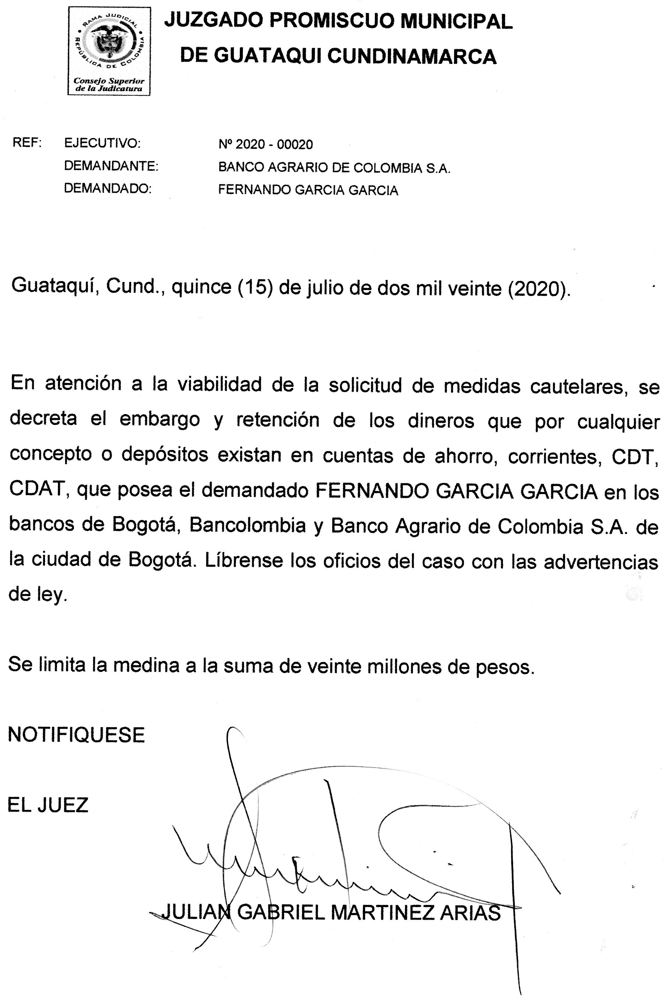 RAMA JUDICIAL
REPÚBLICA DE COLOMBIA
Consejo Superior
de la Judicatura
JUZGADO PROMISCUO MUNICIPAL
DE GUATAQUI CUNDINAMARCA
REF: EJECUTIVO: Nº 2020 - 00020
DEMANDANTE: BANCO AGRARIO DE COLOMBIA S.A.
DEMANDADO: FERNANDO GARCIA GARCIA
Guataquí, Cund., quince (15) de julio de dos mil veinte (2020).
En atención a la viabilidad de la solicitud de medidas cautelares, se
decreta el embargo y retención de los dineros que por cualquier
concepto o depósitos existan en cuentas de ahorro, corrientes, CDT,
CDAT, que posea el demandado FERNANDO GARCIA GARCIA en los
bancos de Bogotá, Bancolombia y Banco Agrario de Colombia S.A. de
la ciudad de Bogotá. Líbrense los oficios del caso con las advertencias
de ley.
Se limita la medina a la suma de veinte millones de pesos.
NOTIFIQUESE
EL JUEZ
JULIAN GABRIEL MARTINEZ ARIAS